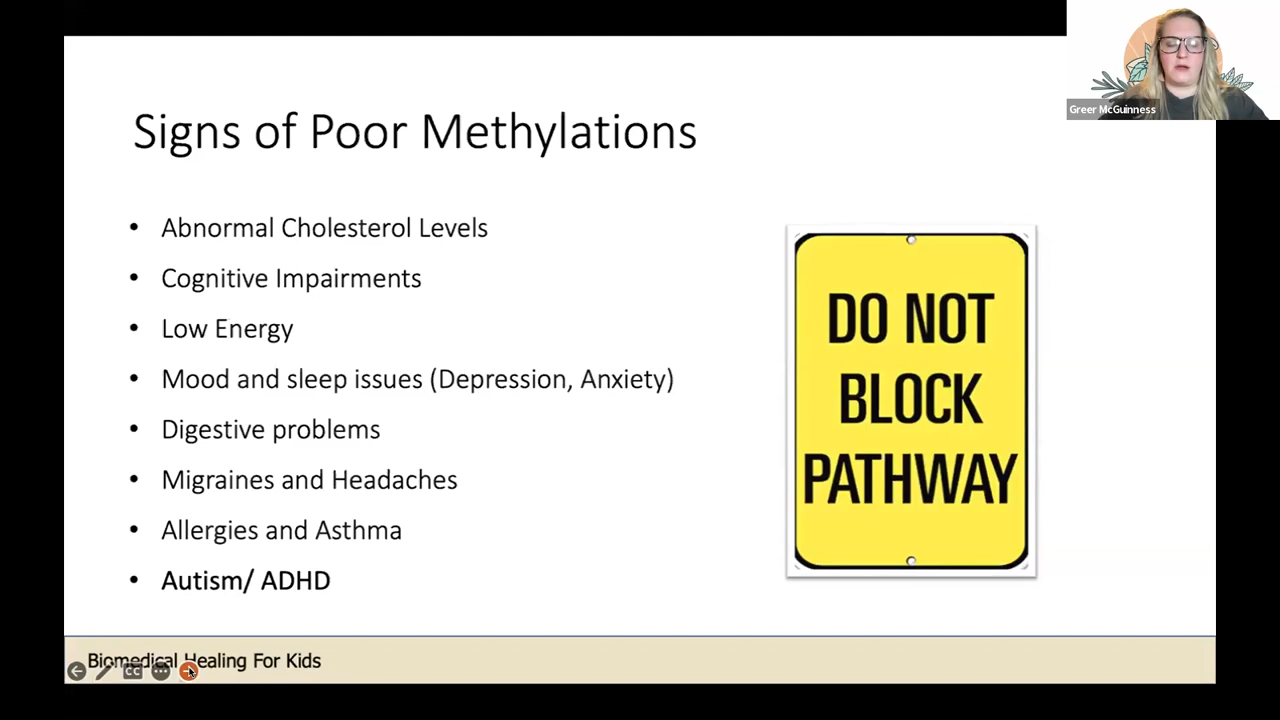 Greer McGuinness
Signs of Poor Methylations
• Abnormal Cholesterol Levels
• Cognitive Impairments
• Low Energy
• Mood and sleep issues (Depression, Anxiety)
• Digestive problems
• Migraines and Headaches
• Allergies and Asthma
• Autism/ ADHD
DO NOT
BLOCK
PATHWAY
Biomedical Healing For Kids
CC